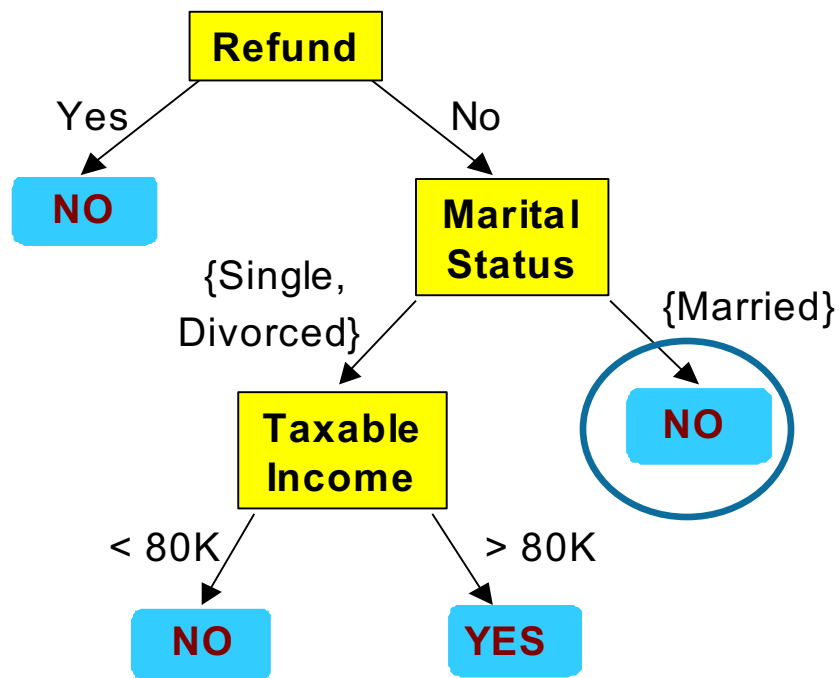 Refund
Yes
No
NO
Marital
Status
{Single,
Divorced}
{Married}
Taxable
Income
NO
< 80K
> 80K
NO
YES